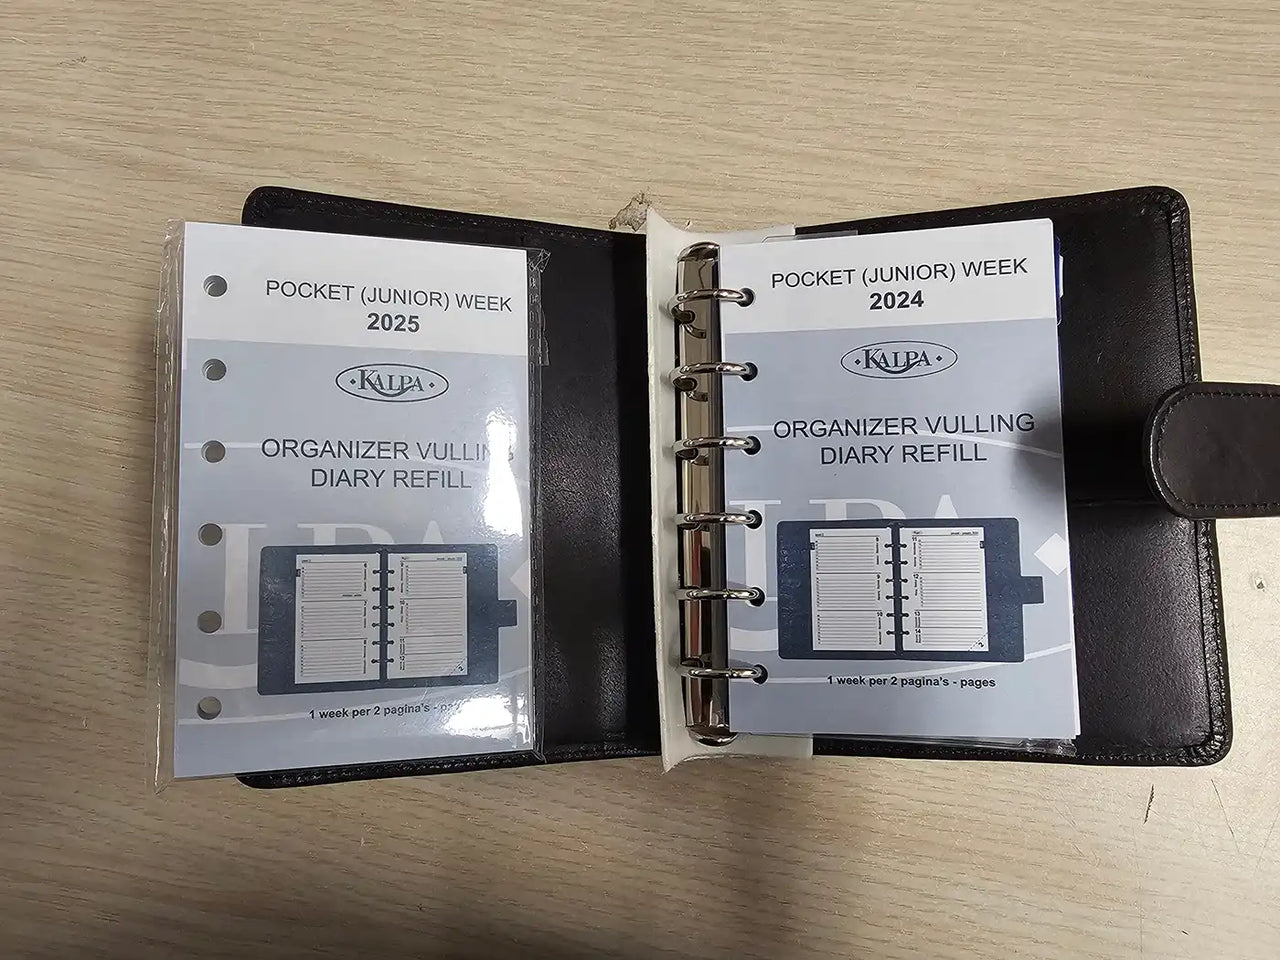 POCKET (JUNIOR) WEEK
2025
KALPA
ORGANIZER VULLING
DIARY REFILL
1 week per 2 pagina's -
POCKET (JUNIOR) WEEK
2024
KALPA
ORGANIZER VULLING
DIARY REFILL
1 week per 2 pagina's - pages